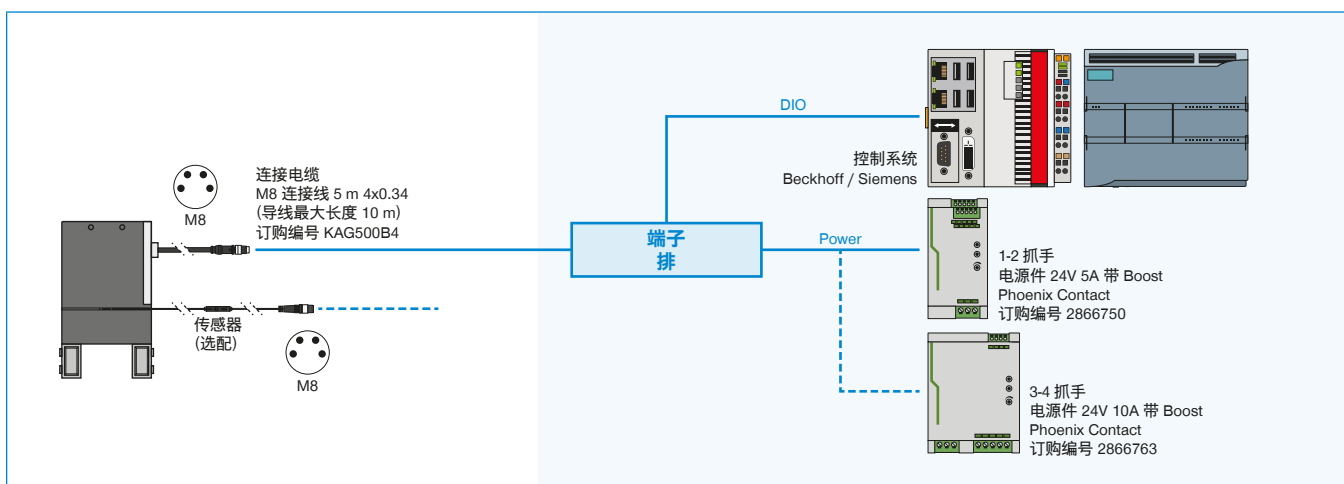 连接电缆
M8 连接线 5 m 4x0.34
(导线最大长度 10 m)
订购编号 KAG500B4
M8
传感器
(选配)
M8
端子
排
DIO
控制系统
Beckhoff / Siemens
Power
1-2 抓手
电源件 24V 5A 带 Boost
Phoenix Contact
订购编号 2866750
3-4 抓手
电源件 24V 10A 带 Boost
Phoenix Contact
订购编号 2866763